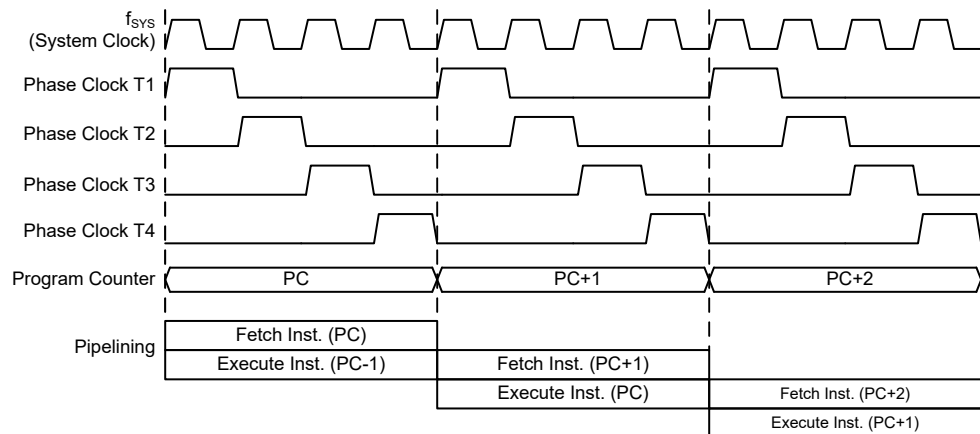 fSYS
(System Clock)
Phase Clock T1
Phase Clock T2
Phase Clock T3
Phase Clock T4
Program Counter PC PC+1 PC+2
Pipelining
Fetch Inst. (PC)
Execute Inst. (PC-1) Fetch Inst. (PC+1)
Execute Inst. (PC) Fetch Inst. (PC+2)
Execute Inst. (PC+1)